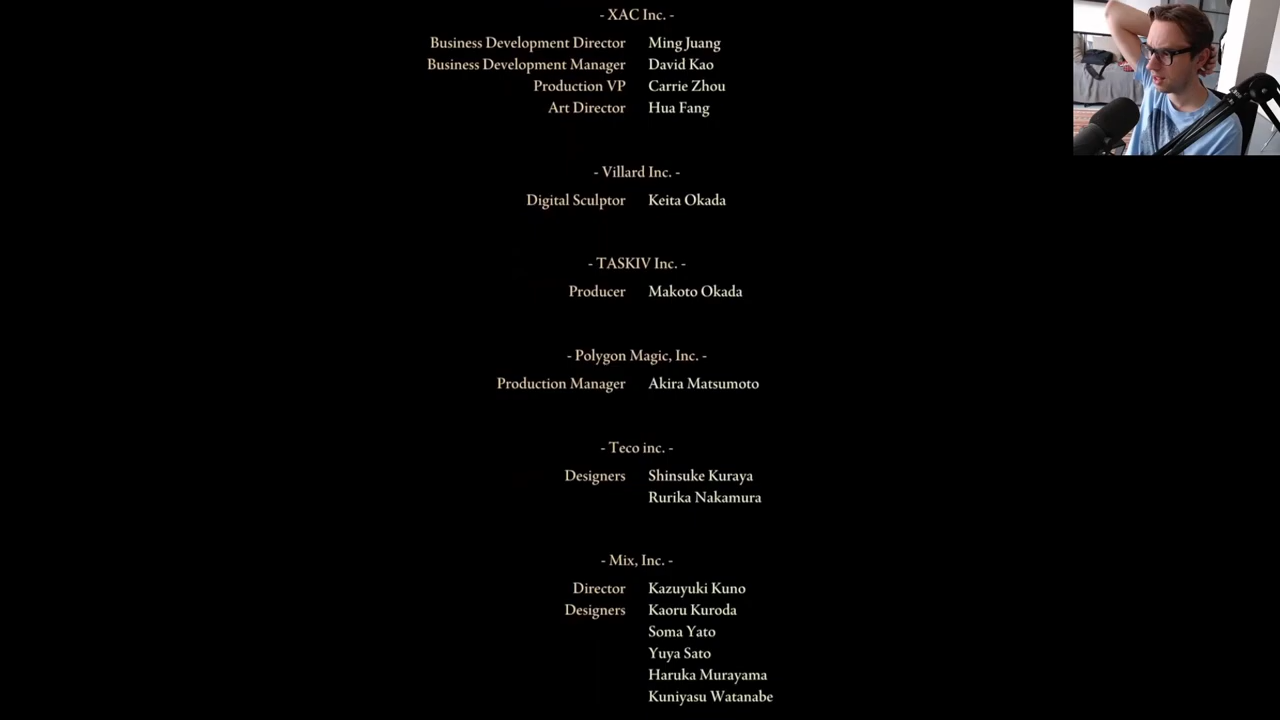 - XAC Inc. -
Business Development Director Ming Juang
Business Development Manager David Kao
Production VP Carrie Zhou
Art Director Hua Fang
- Villard Inc. -
Digital Sculptor Keita Okada
- TASKIV Inc. -
Producer Makoto Okada
- Polygon Magic, Inc. -
Production Manager Akira Matsumoto
- Teco inc. -
Designers Shinsuke Kuraya
Rurika Nakamura
- Mix, Inc. -
Director Kazuyuki Kuno
Designers Kaoru Kuroda
Soma Yato
Yuya Sato
Haruka Murayama
Kuniyasu Watanabe